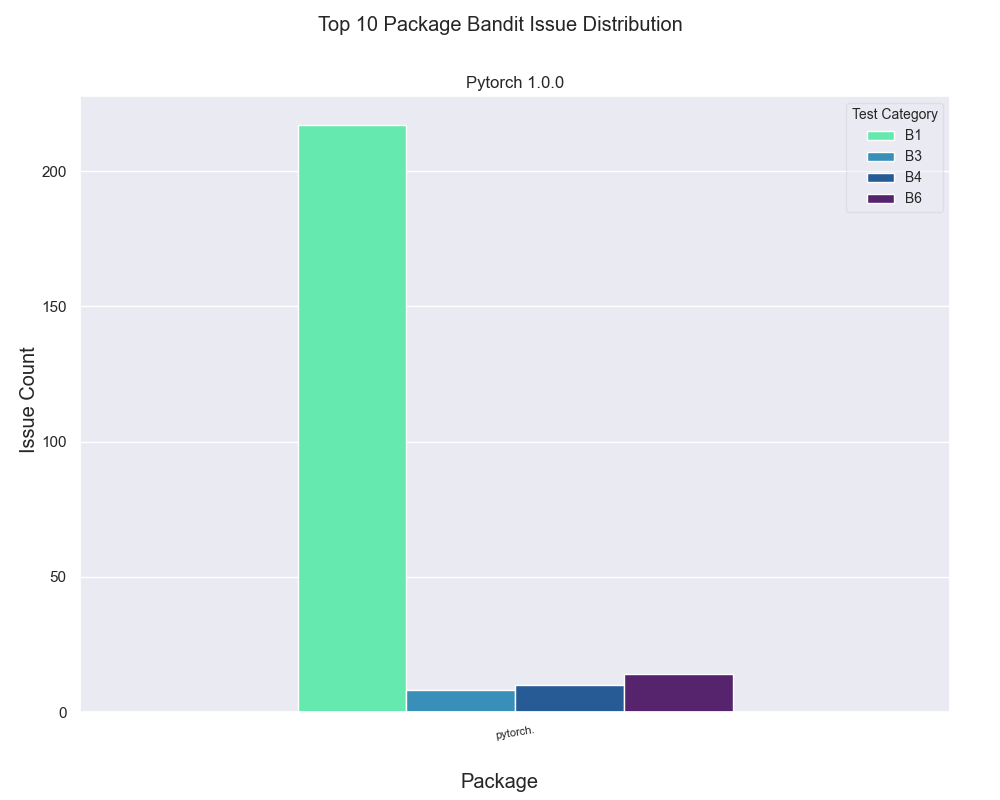 Top 10 Package Bandit Issue Distribution
Pytorch 1.0.0
Test Category
B1
B3
B4
B6
200
150
100
50
0
Issue Count
pytorch.
Package